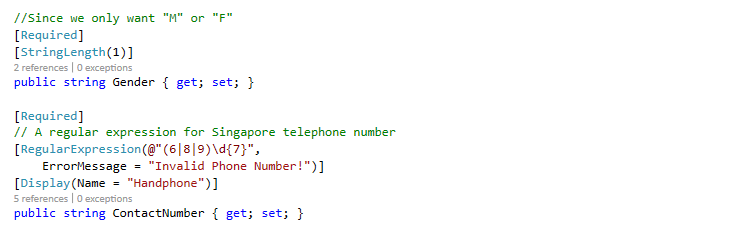 //Since we only want "M" or "F"
[Required]
[StringLength(1)]
2 references | 0 exceptions
public string Gender { get; set; }
[Required]
// A regular expression for Singapore telephone number
[RegularExpression(@"(6|8|9)\d{7}",
ErrorMessage = "Invalid Phone Number!")]
[Display(Name = "Handphone")]
5 references | 0 exceptions
public string ContactNumber { get; set; }